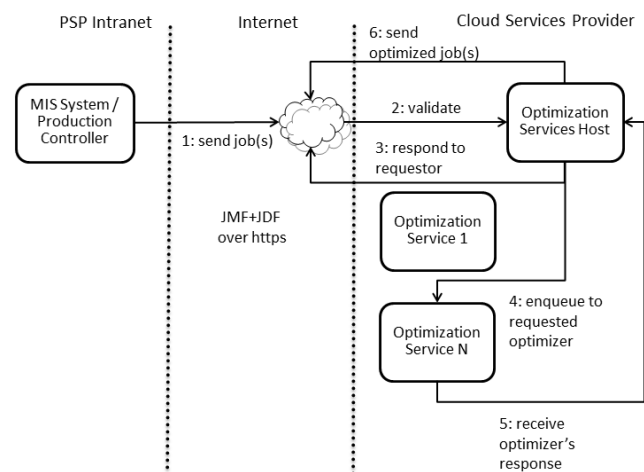 PSP Intranet
Internet
Cloud Services Provider
6: send
optimized job(s)
MIS System /
Production
Controller
1: send job(s)
2: validate
Optimization
Services Host
3: respond to
requestor
JMF+JDF
over https
Optimization
Service 1
4: enqueue to
requested
optimizer
Optimization
Service N
5: receive
optimizer's
response